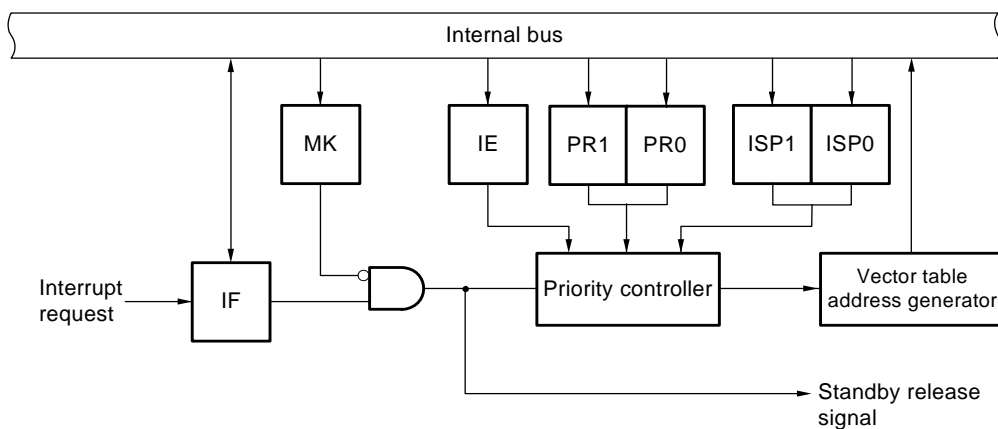 Internal bus
MK
IE
PR1
PR0
ISP1
ISP0
Interrupt
request
IF
Priority controller
Vector table
address generator
Standby release
signal